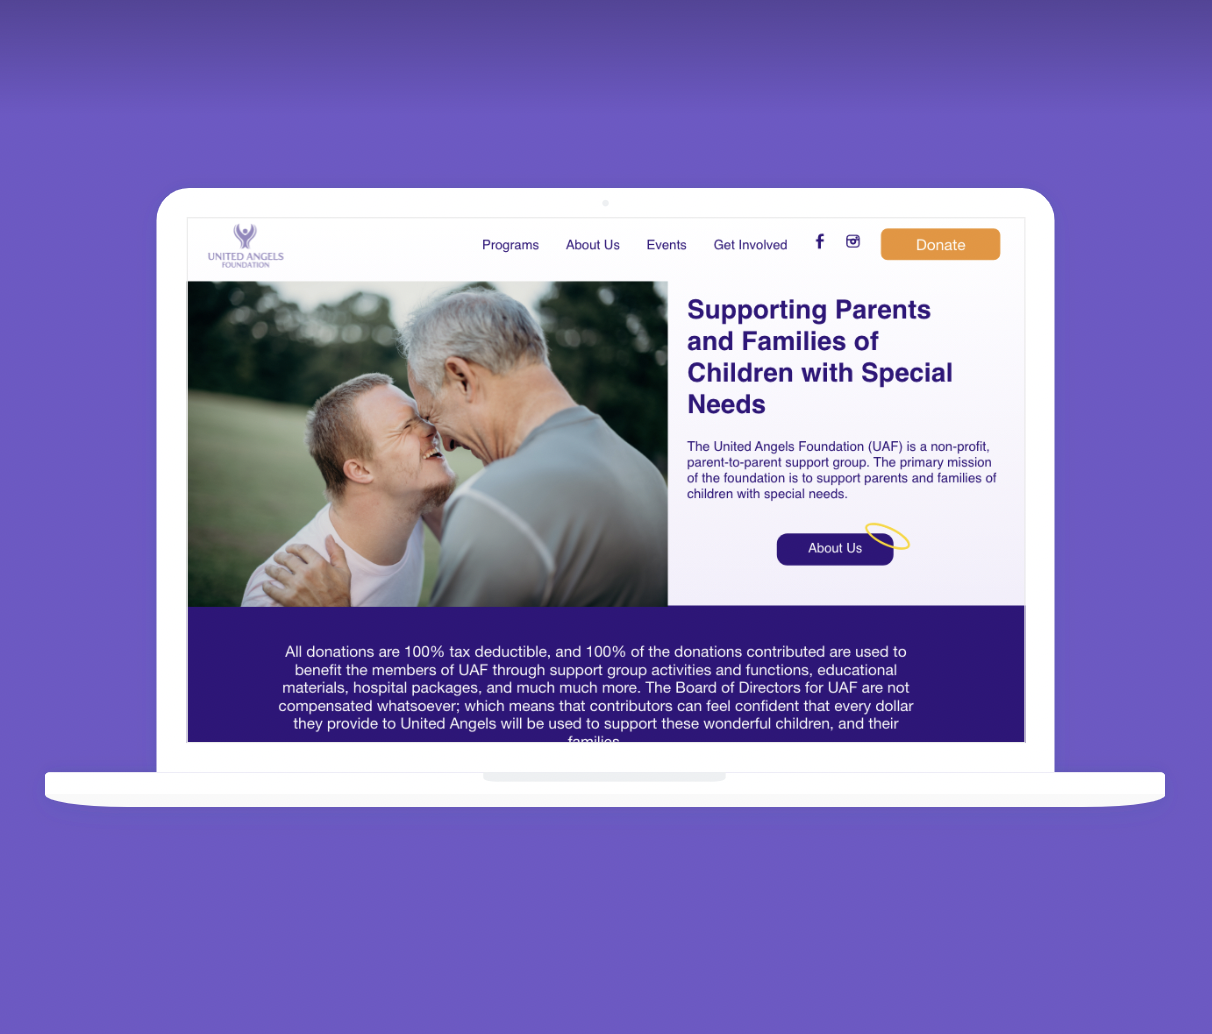 UNITED ANGELS
FOUNDATION
Programs
About Us
Events
Get Involved
Donate
Supporting Parents
and Families of
Children with Special
Needs
The United Angels Foundation (UAF) is a non-profit,
parent-to-parent support group. The primary mission
of the foundation is to support parents and families of
children with special needs.
About Us
All donations are 100% tax deductible, and 100% of the donations contributed are used to
benefit the members of UAF through support group activities and functions, educational
materials, hospital packages, and much much more. The Board of Directors for UAF are not
compensated whatsoever; which means that contributors can feel confident that every dollar
they provide to United Angels will be used to support these wonderful children, and their
families.